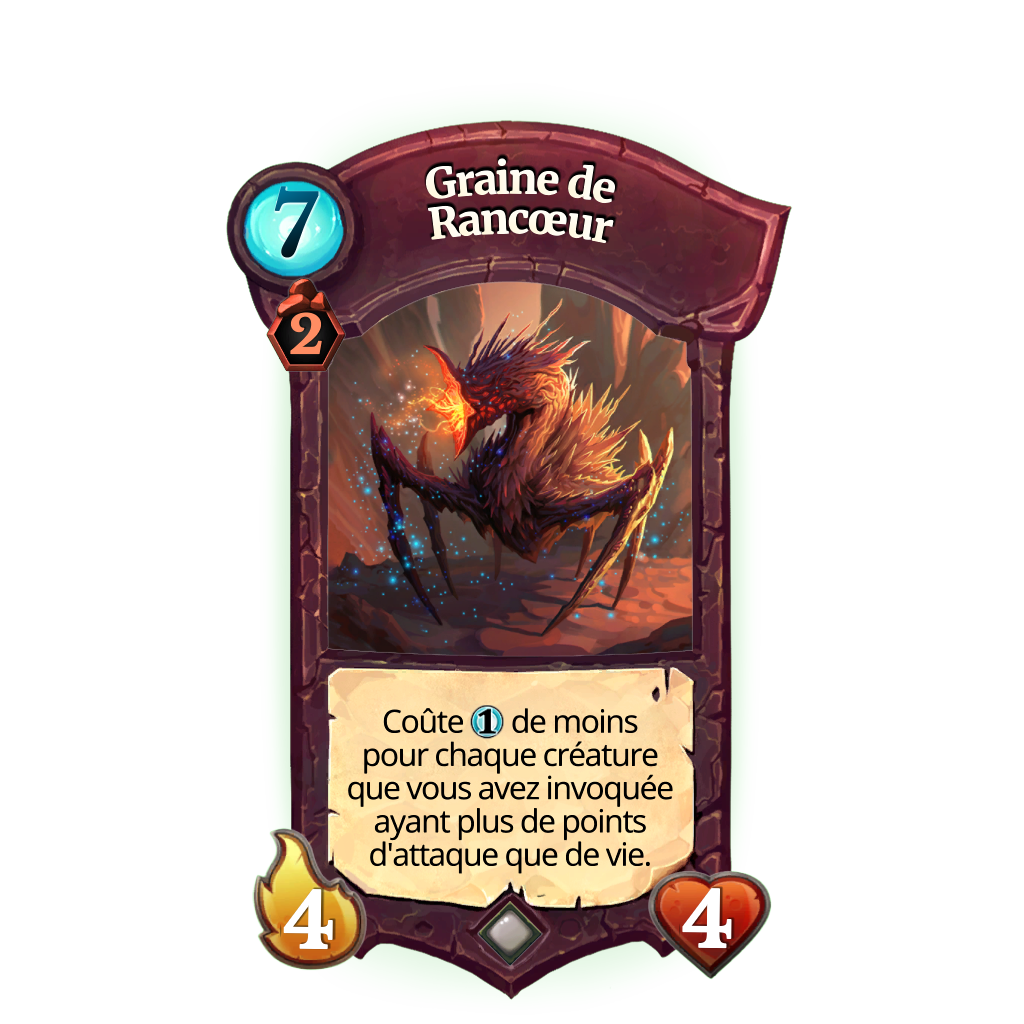 Graine de
Rancœur
7
2
Coûte 1 de moins
pour chaque créature
que vous avez invoquée
ayant plus de points
d'attaque que de vie.
4
4